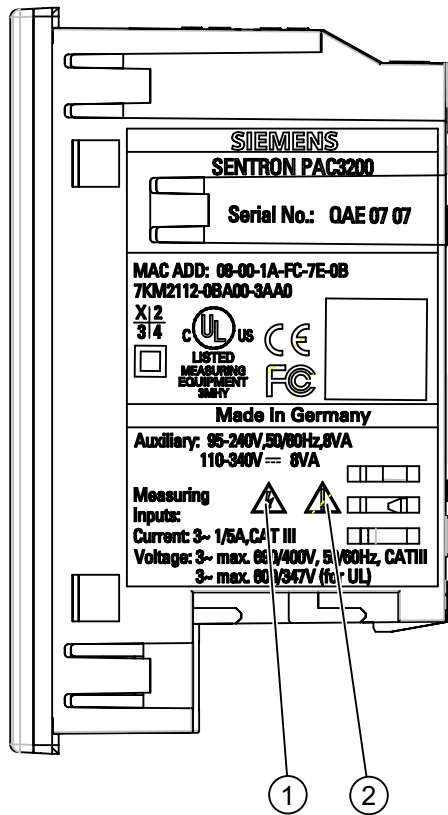 SIEMENS
SENTRON PAC3200
Serial No.: QAE 07 07
MAC ADD: 08-00-1A-FC-7E-0B
7KM2112-0BA00-3AA0
X 2
3 4
C UL US
LISTED
MEASURING
EQUIPMENT
3MHY
CE
FC
Made in Germany
Auxiliary: 95-240V,50/60Hz,8VA
110-340V⎓ 8VA
Measuring
Inputs:
Current: 3~ 1/5A,CAT III
Voltage: 3~ max. 690/400V, 50/60Hz, CATIII
3~ max. 600/347V (for UL)
1 2